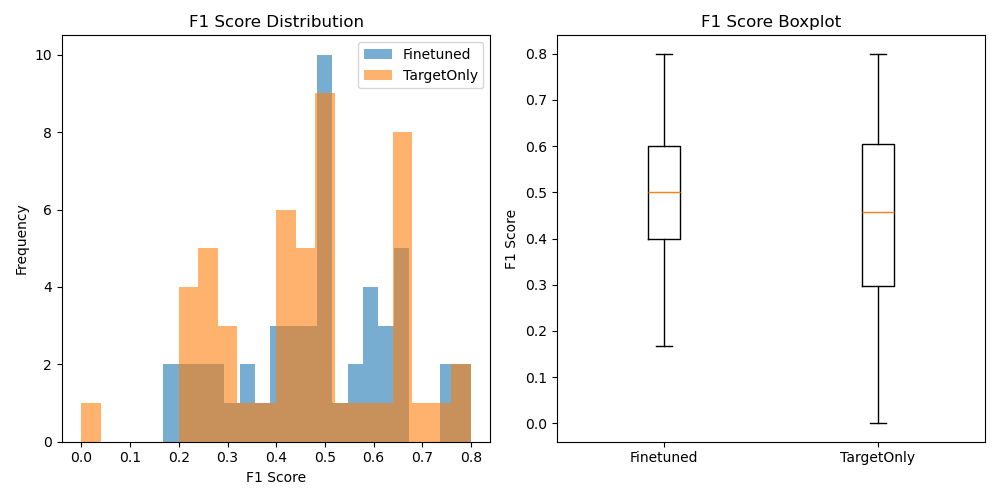 F1 Score Distribution
10
8
6
4
2
0
Frequency
Finetuned
TargetOnly
0.0 0.1 0.2 0.3 0.4 0.5 0.6 0.7 0.8
F1 Score
F1 Score Boxplot
0.8
0.7
0.6
0.5
0.4
0.3
0.2
0.1
0.0
F1 Score
Finetuned TargetOnly